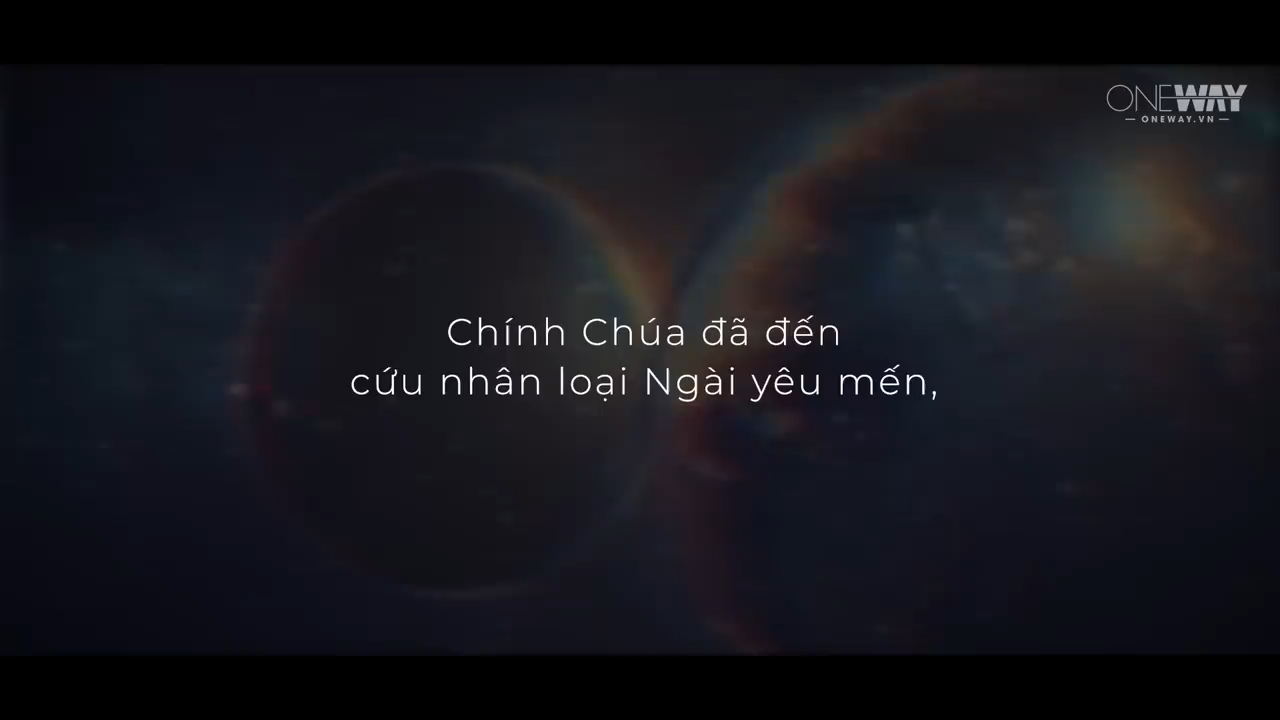 ONEWAY
ONEWAY.VN
Chính Chúa đã đến
cứu nhân loại Ngài yêu mến,